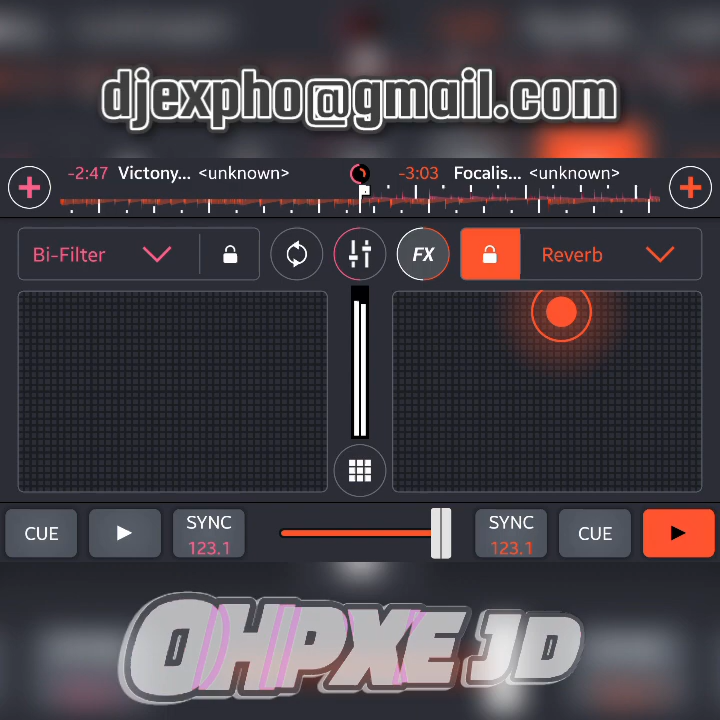 djexpho@gmail.com
-2:47 Victony... <unknown> -3:03 Focalis... <unknown>
Bi-Filter FX Reverb
CUE SYNC 123.1 SYNC 123.1 CUE
OHPXE JD